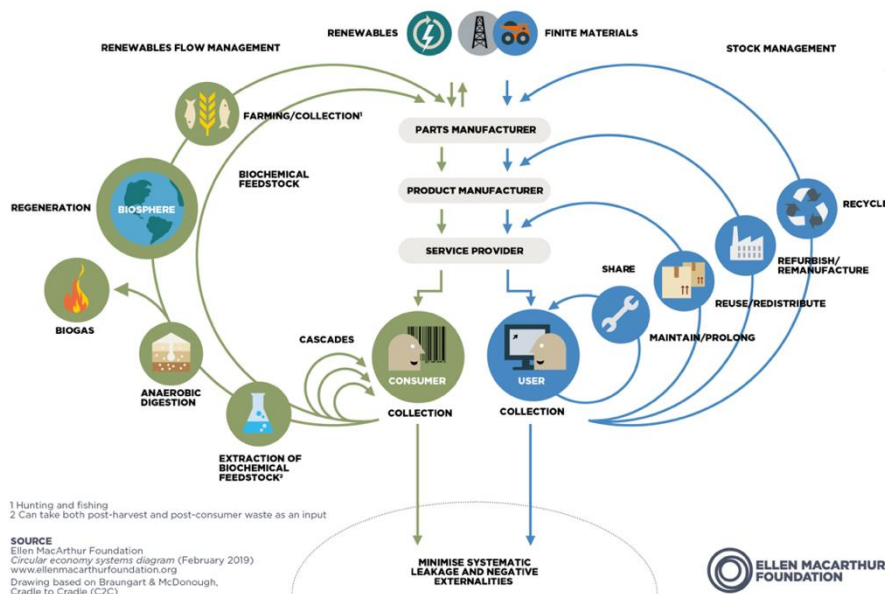 RENEWABLES
FINITE MATERIALS
RENEWABLES FLOW MANAGEMENT
STOCK MANAGEMENT
FARMING/COLLECTION¹
PARTS MANUFACTURER
BIOCHEMICAL
FEEDSTOCK
PRODUCT MANUFACTURER
REGENERATION
BIOSPHERE
RECYCLE
SERVICE PROVIDER
REFURBISH/
REMANUFACTURE
SHARE
REUSE/REDISTRIBUTE
BIOGAS
CASCADES
MAINTAIN/PROLONG
CONSUMER
USER
ANAEROBIC
DIGESTION
COLLECTION
COLLECTION
EXTRACTION OF
BIOCHEMICAL
FEEDSTOCK²
1 Hunting and fishing
2 Can take both post-harvest and post-consumer waste as an input
SOURCE
Ellen MacArthur Foundation
Circular economy systems diagram (February 2019)
www.ellenmacarthurfoundation.org
Drawing based on Braungart & McDonough,
Cradle to Cradle (C2C)
MINIMISE SYSTEMATIC
LEAKAGE AND NEGATIVE
EXTERNALITIES
ELLEN MACARTHUR
FOUNDATION